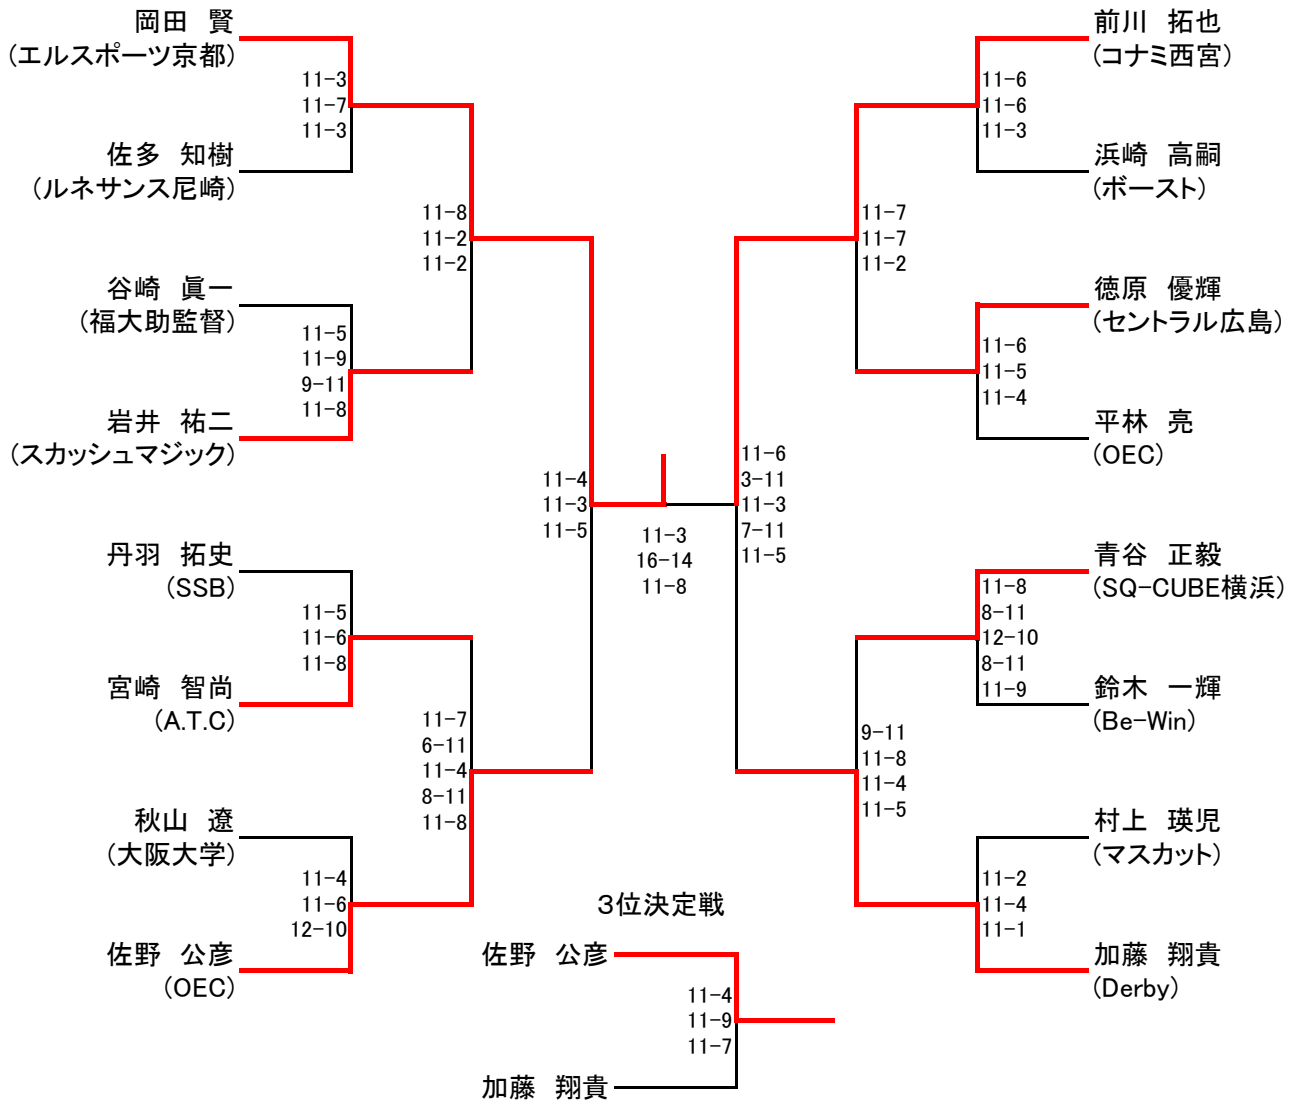 岡田　賢
(エルスポーツ京都)
11-3
11-7
11-3
佐多　知樹
(ルネサンス尼崎)
11-8
11-2
11-2
谷崎　眞一
(福大助監督)
11-5
11-9
9-11
11-8
岩井　祐二
(スカッシュマジック)
11-4
11-3
11-5
丹羽　拓史
(SSB)
11-5
11-6
11-8
宮崎　智尚
(A.T.C)
11-7
6-11
11-4
8-11
11-8
秋山　遼
(大阪大学)
11-4
11-6
12-10
佐野　公彦
(OEC)
11-3
16-14
11-8
前川　拓也
(コナミ西宮)
11-6
11-6
11-3
浜崎　高嗣
(ボースト)
11-7
11-7
11-2
徳原　優輝
(セントラル広島)
11-6
11-5
11-4
平林　亮
(OEC)
11-6
3-11
11-3
7-11
11-5
青谷　正毅
(SQ-CUBE横浜)
11-8
8-11
12-10
8-11
11-9
鈴木　一輝
(Be-Win)
9-11
11-8
11-4
11-5
村上　瑛児
(マスカット)
11-2
11-4
11-1
加藤　翔貴
(Derby)
3位決定戦
佐野　公彦
11-4
11-9
11-7
加藤　翔貴